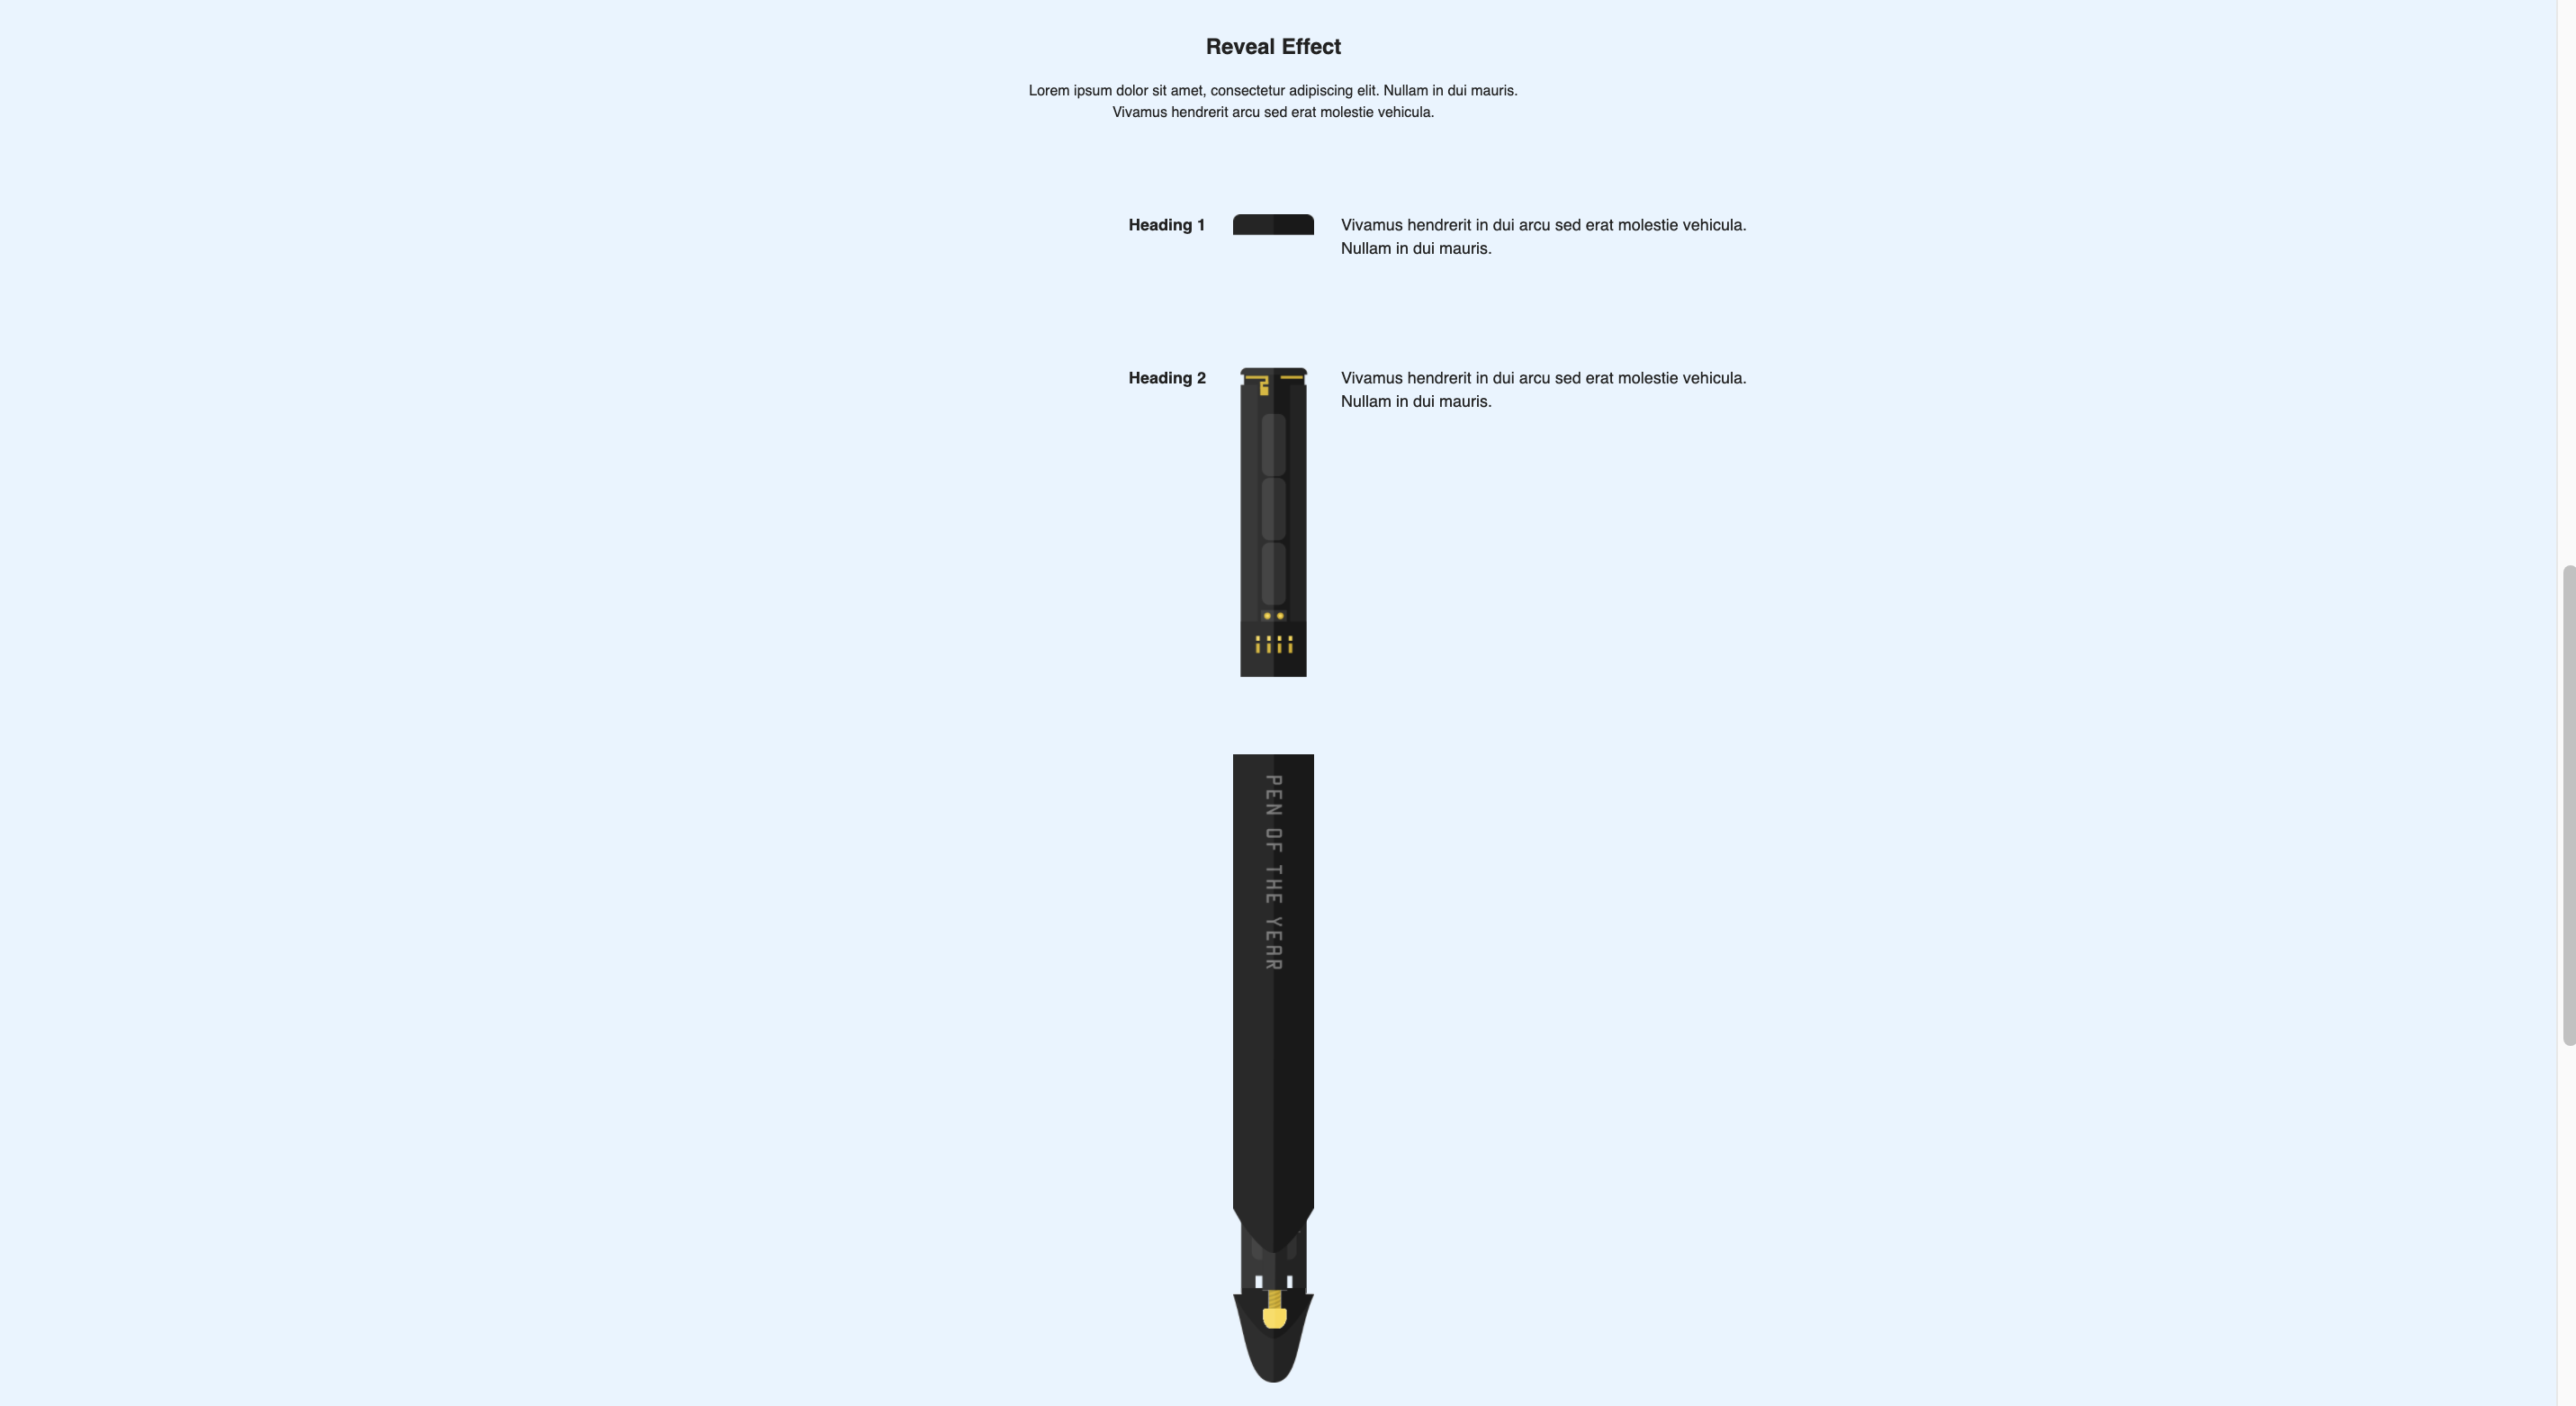 Reveal Effect
Lorem ipsum dolor sit amet, consectetur adipiscing elit. Nullam in dui mauris.
Vivamus hendrerit arcu sed erat molestie vehicula.
Heading 1
Vivamus hendrerit in dui arcu sed erat molestie vehicula.
Nullam in dui mauris.
Heading 2
Vivamus hendrerit in dui arcu sed erat molestie vehicula.
Nullam in dui mauris.
PEN OF THE YEAR